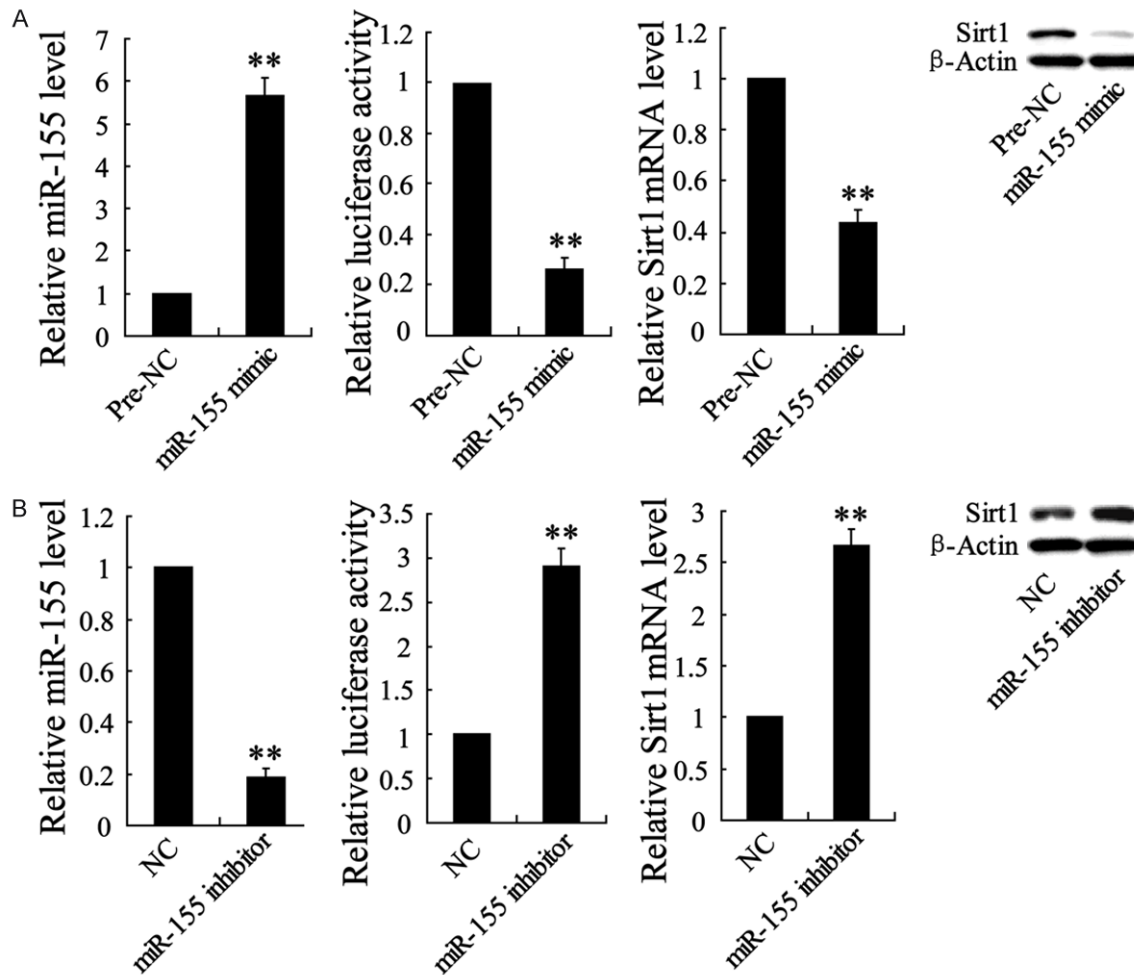 A
Relative miR-155 level
7
6
5
4
3
2
1
0
**
Pre-NC
miR-155 mimic
Relative luciferase activity
1.2
1
0.8
0.6
0.4
0.2
0
**
Pre-NC
miR-155 mimic
Relative Sirt1 mRNA level
1.2
1
0.8
0.6
0.4
0.2
0
**
Pre-NC
miR-155 mimic
Sirt1
β-Actin
Pre-NC
miR-155 mimic
B
Relative miR-155 level
1.2
1
0.8
0.6
0.4
0.2
0
**
NC
miR-155 inhibitor
Relative luciferase activity
3.5
3
2.5
2
1.5
1
0.5
0
**
NC
miR-155 inhibitor
Relative Sirt1 mRNA level
3
2.5
2
1.5
1
0.5
0
**
NC
miR-155 inhibitor
Sirt1
β-Actin
NC
miR-155 inhibitor